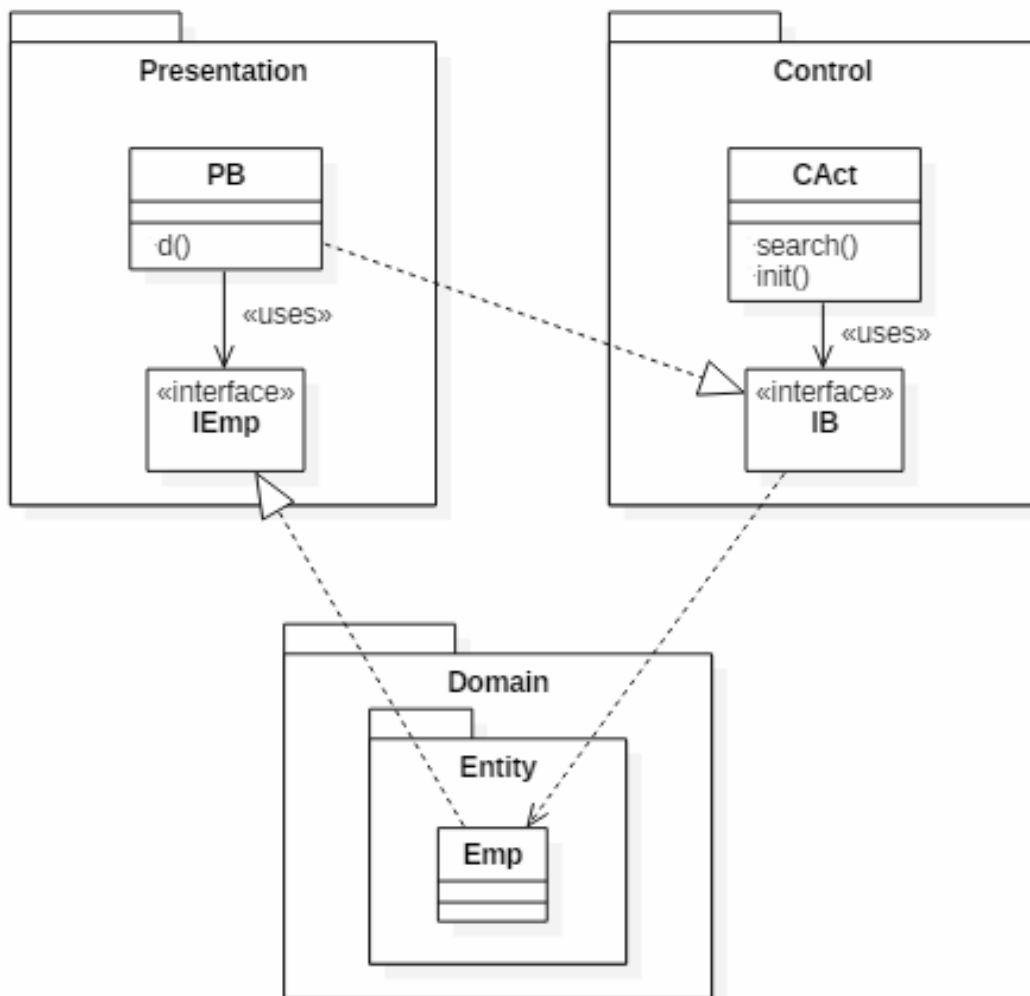 Presentation
PB
d()
«uses»
«interface»
IEmp
Control
CAct
search()
init()
«uses»
«interface»
IB
Domain
Entity
Emp